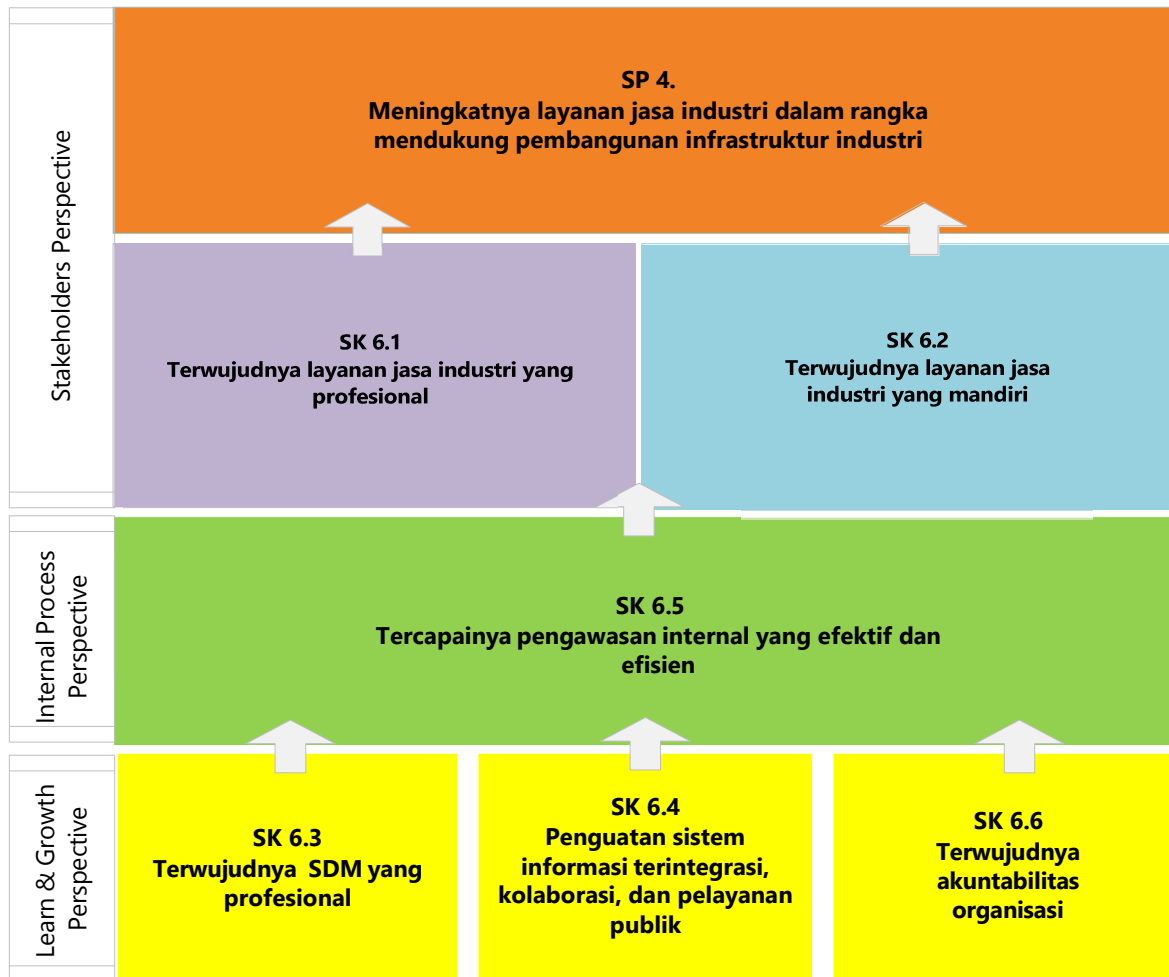 Stakeholders Perspective
SP 4.
Meningkatnya layanan jasa industri dalam rangka
mendukung pembangunan infrastruktur industri
SK 6.1
Terwujudnya layanan jasa industri yang
profesional
SK 6.2
Terwujudnya layanan jasa
industri yang mandiri
Internal Process
Perspective
SK 6.5
Tercapainya pengawasan internal yang efektif dan
efisien
Learn & Growth
Perspective
SK 6.3
Terwujudnya  SDM yang
profesional
SK 6.4
Penguatan sistem
informasi terintegrasi,
kolaborasi, dan pelayanan
publik
SK 6.6
Terwujudnya
akuntabilitas
organisasi